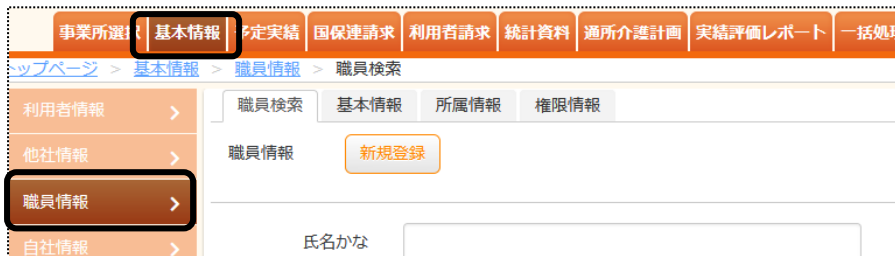 事業所選択 基本情報 予定実績 国保連請求 利用者請求 統計資料 通所介護計画 実績評価レポート 一括処理
トップページ > 基本情報 > 職員情報 > 職員検索
利用者情報
職員検索 基本情報 所属情報 権限情報
他社情報
職員情報 新規登録
職員情報
氏名かな
自社情報